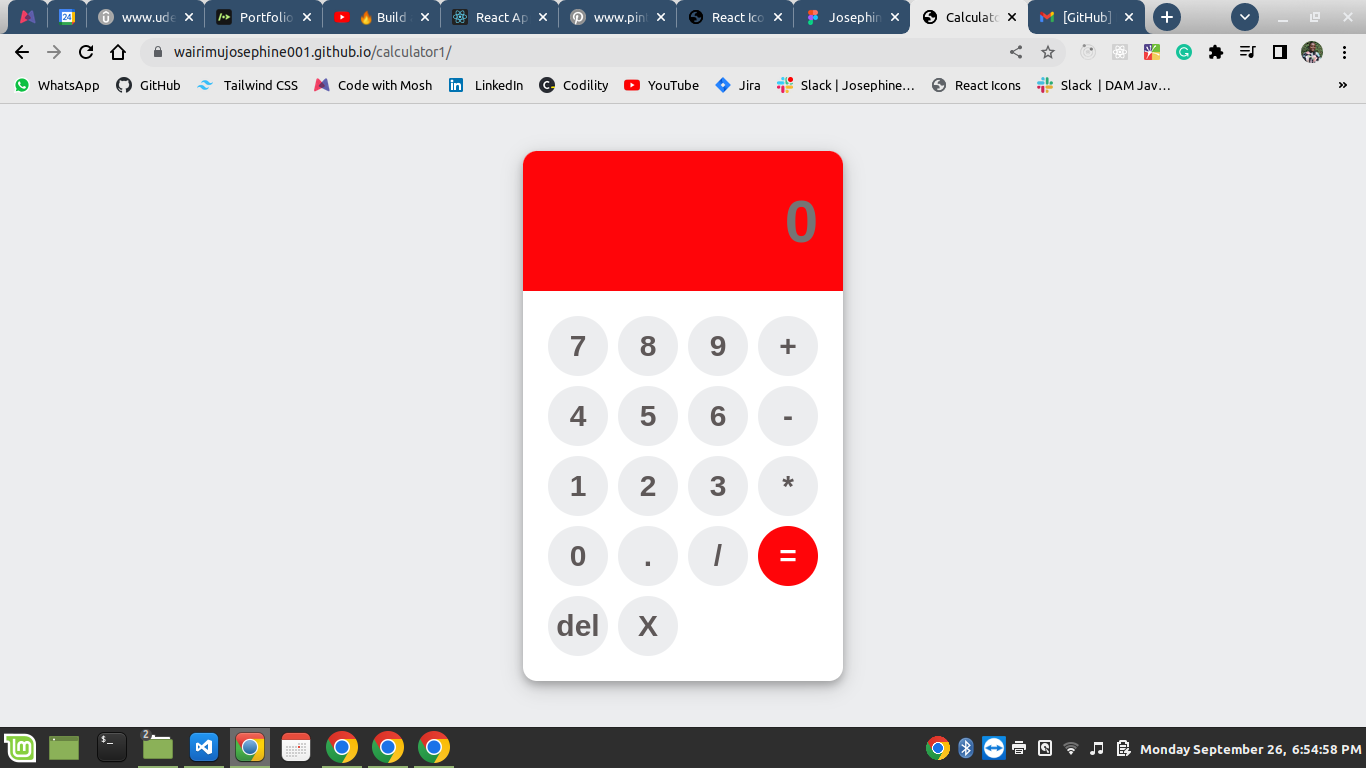 www.ude
Portfolio
🔥 Build
React Ap
www.pin
React Ico
Josephin
Calculato
[GitHub]
wairimujosephine001.github.io/calculator1/
WhatsApp
GitHub
Tailwind CSS
Code with Mosh
LinkedIn
Codility
YouTube
Jira
Slack | Josephine…
React Icons
Slack | DAM Jav…
»
0
7 8 9 +
4 5 6 -
1 2 3 *
0 . / =
del X
2
Monday September 26, 6:54:58 PM